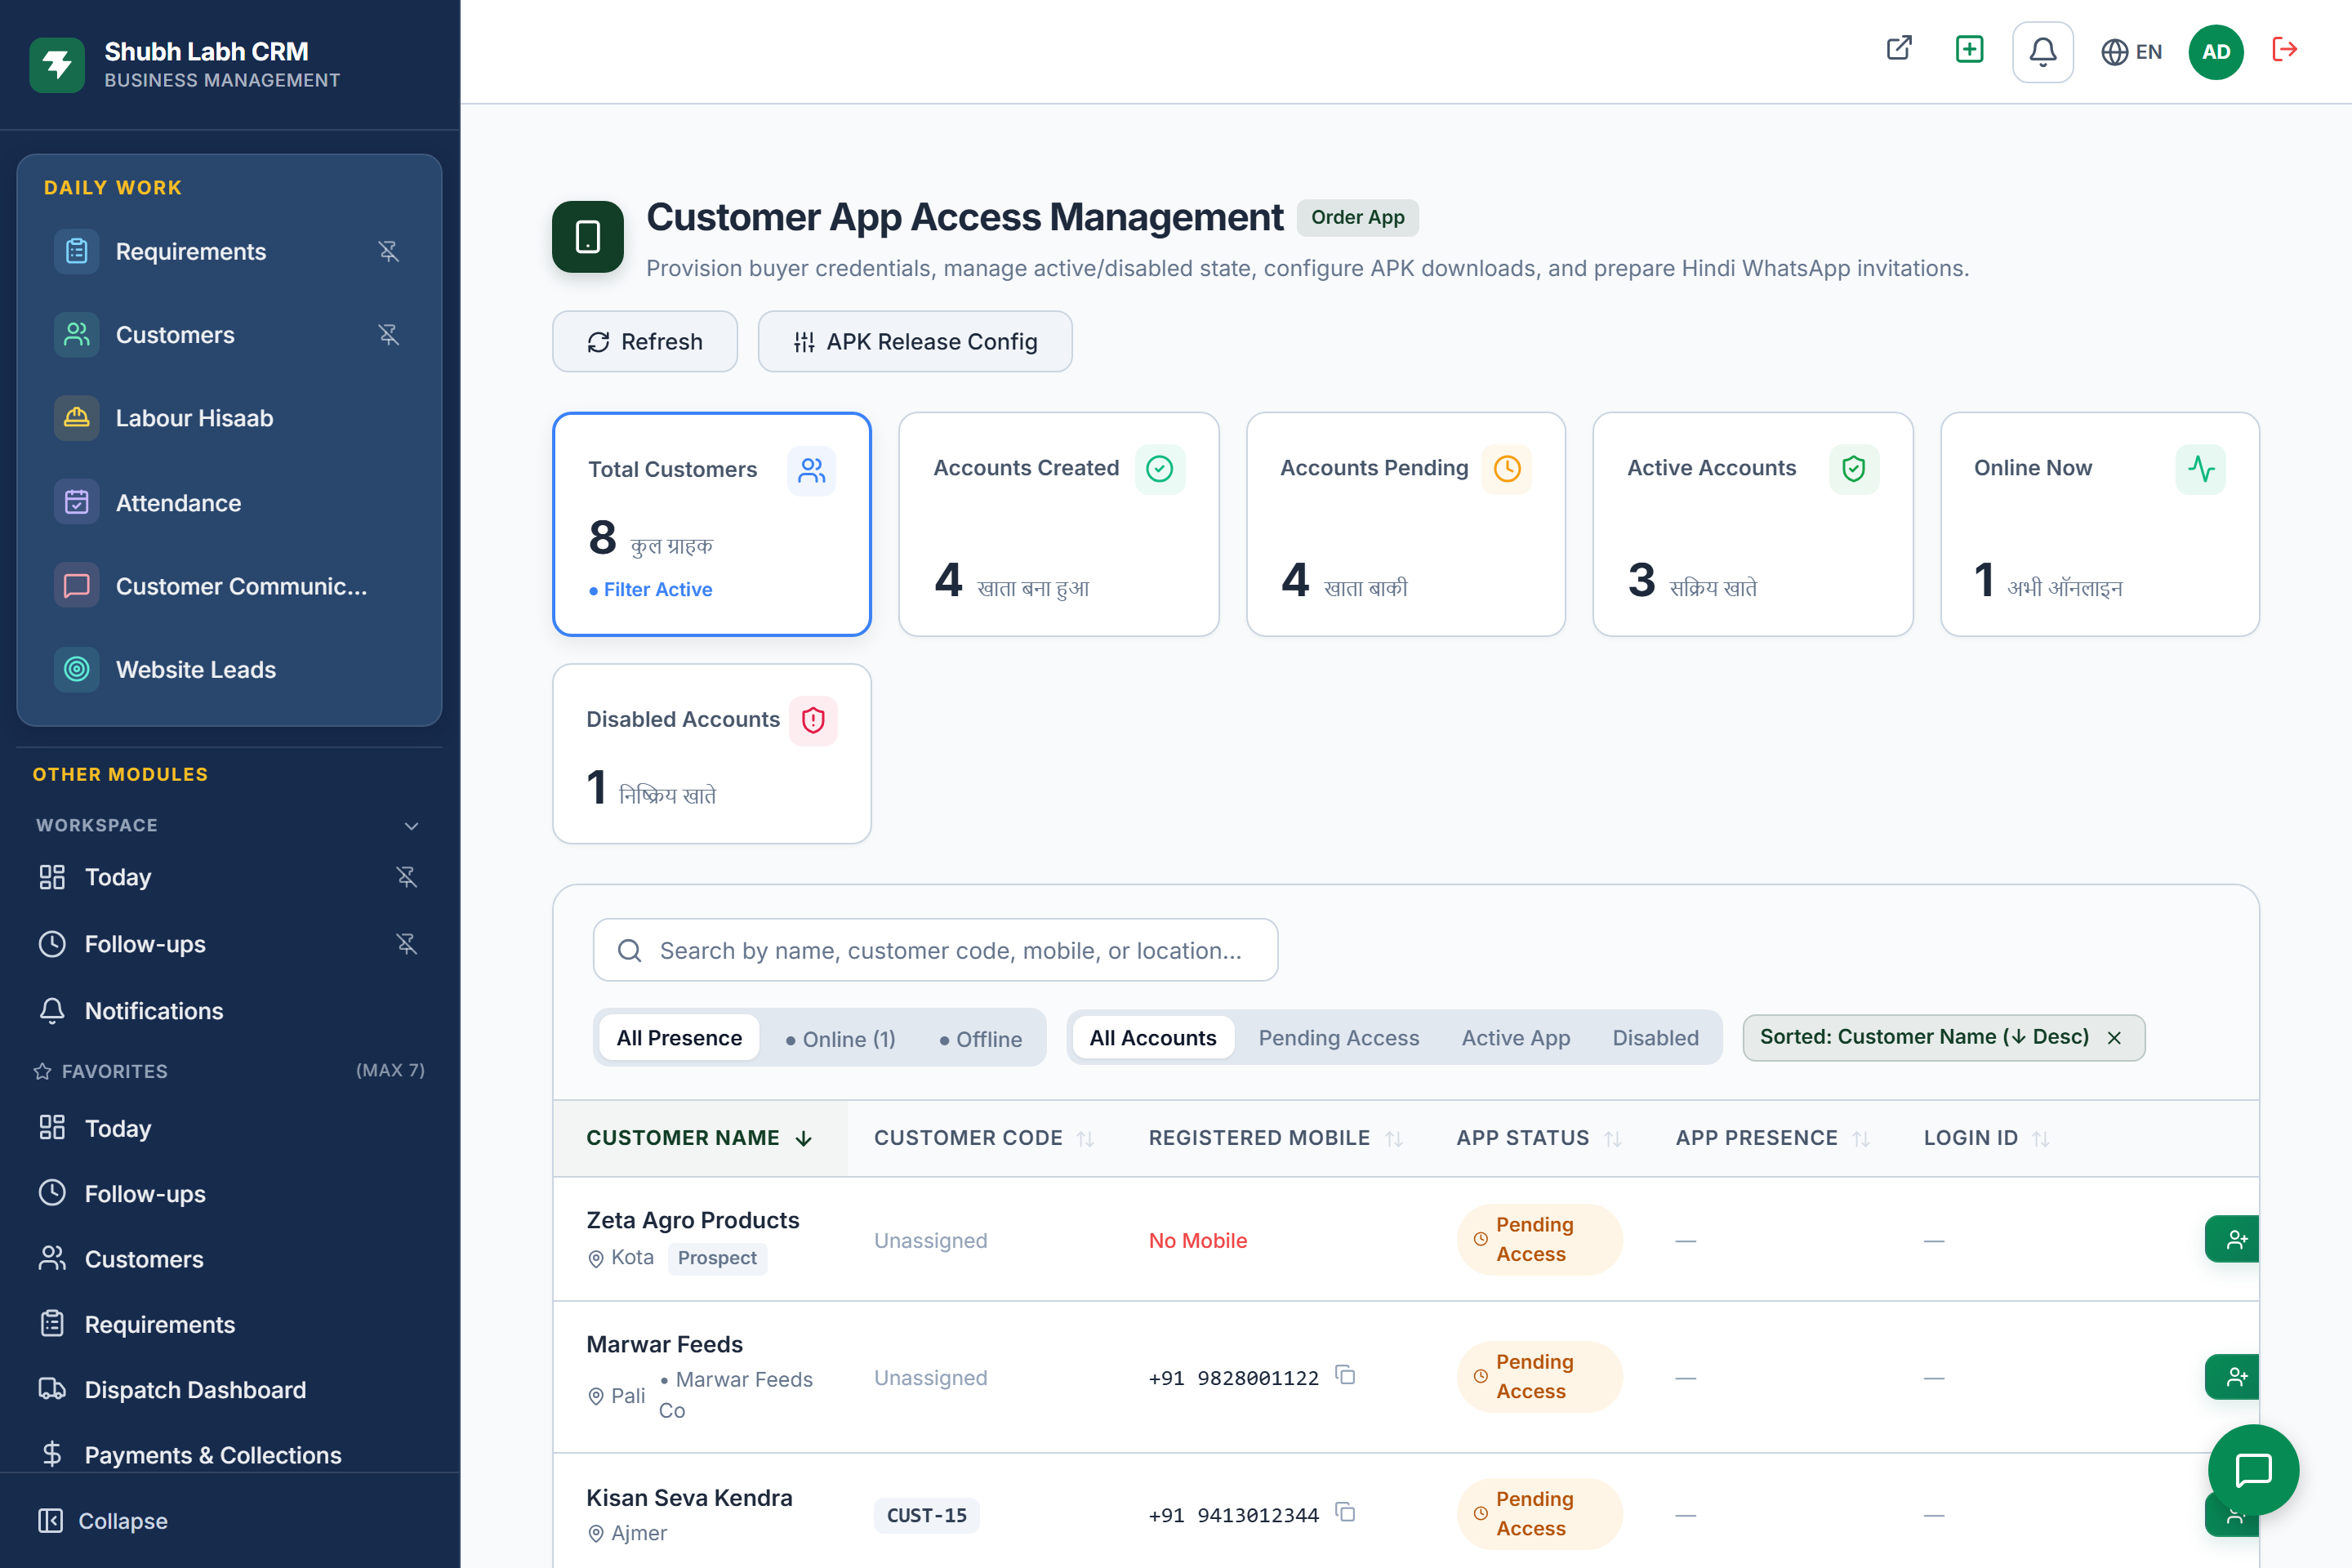 Shubh Labh CRM
BUSINESS MANAGEMENT
EN
AD
DAILY WORK
Requirements
Customers
Labour Hisaab
Attendance
Customer Communic...
Website Leads
OTHER MODULES
WORKSPACE
Today
Follow-ups
Notifications
FAVORITES (MAX 7)
Today
Follow-ups
Customers
Requirements
Dispatch Dashboard
Payments & Collections
Collapse
Customer App Access Management Order App
Provision buyer credentials, manage active/disabled state, configure APK downloads, and prepare Hindi WhatsApp invitations.
Refresh APK Release Config
Total Customers
8 कुल ग्राहक
• Filter Active
Accounts Created
4 खाता बना हुआ
Accounts Pending
4 खाता बाकी
Active Accounts
3 सक्रिय खाते
Online Now
1 अभी ऑनलाइन
Disabled Accounts
1 निष्क्रिय खाते
Search by name, customer code, mobile, or location...
All Presence • Online (1) • Offline All Accounts Pending Access Active App Disabled Sorted: Customer Name (↓ Desc) ×
CUSTOMER NAME ↓ CUSTOMER CODE REGISTERED MOBILE APP STATUS APP PRESENCE LOGIN ID
Zeta Agro Products
Kota Prospect
Unassigned
No Mobile
Pending
Access
—
—
Marwar Feeds
Pali • Marwar Feeds
Co
Unassigned
+91 9828001122
Pending
Access
—
—
Kisan Seva Kendra
Ajmer
CUST-15
+91 9413012344
Pending
Access
—
—